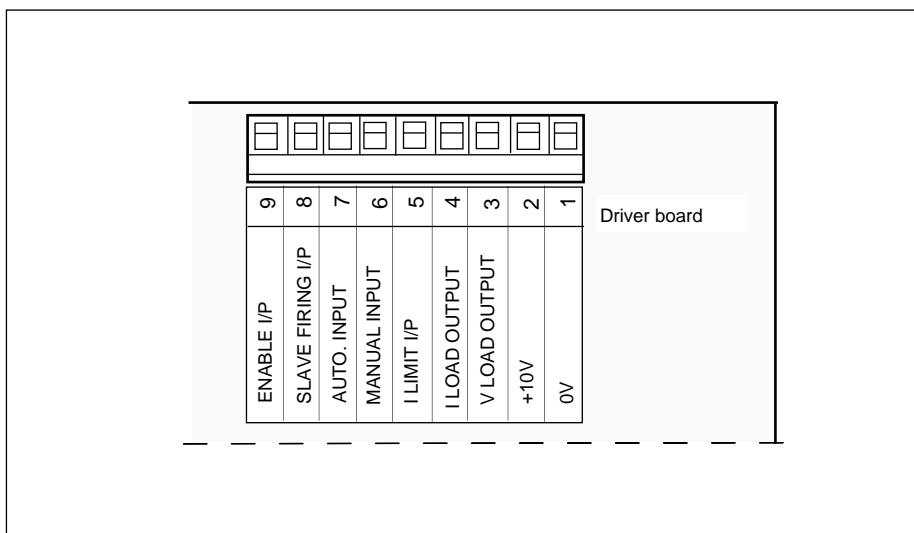 9 8 7 6 5 4 3 2 1
Driver board
ENABLE I/P
SLAVE FIRING I/P
AUTO. INPUT
MANUAL INPUT
I LIMIT I/P
I LOAD OUTPUT
V LOAD OUTPUT
+10V
0V